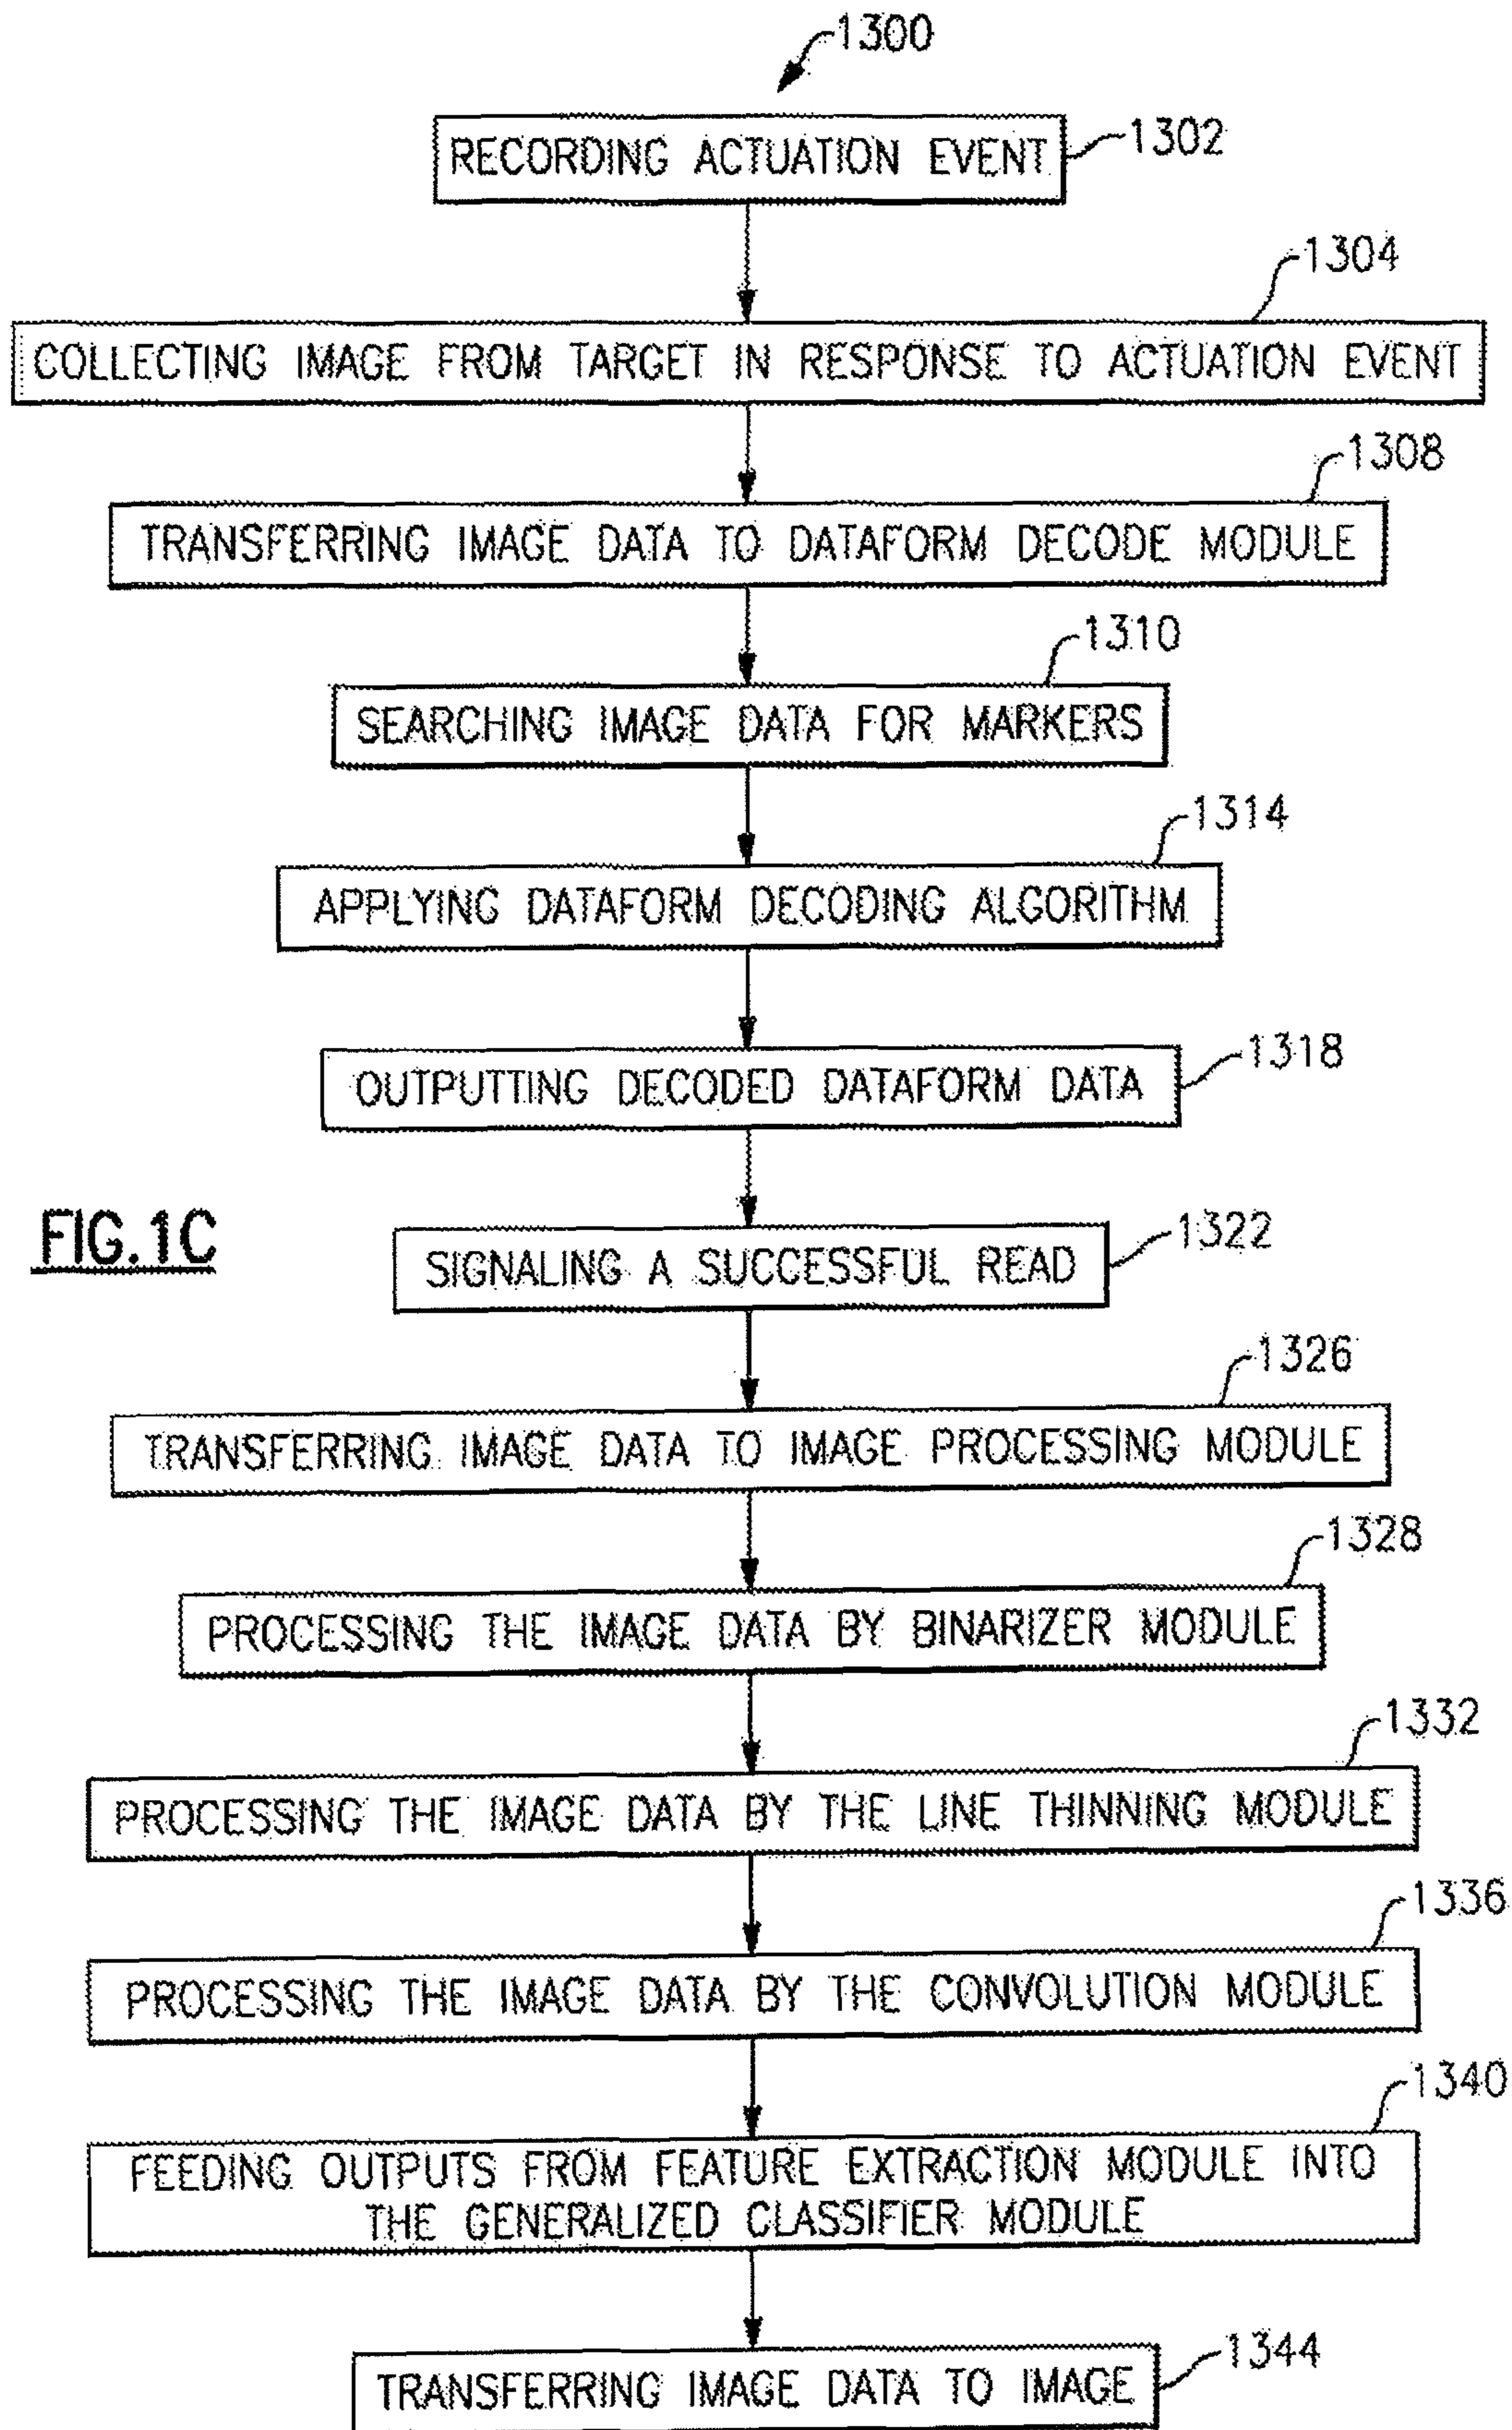 1300
RECORDING ACTUATION EVENT
1302
1304
COLLECTING IMAGE FROM TARGET IN RESPONSE TO ACTUATION EVENT
1308
TRANSFERRING IMAGE DATA TO DATAFORM DECODE MODULE
1310
SEARCHING IMAGE DATA FOR MARKERS
1314
APPLYING DATAFORM DECODING ALGORITHM
OUTPUTTING DECODED DATAFORM DATA
1318
FIG.1C
SIGNALING A SUCCESSFUL READ
1322
1326
TRANSFERRING IMAGE DATA TO IMAGE PROCESSING MODULE
1328
PROCESSING THE IMAGE DATA BY BINARIZER MODULE
1332
PROCESSING THE IMAGE DATA BY THE LINE THINNING MODULE
1336
PROCESSING THE IMAGE DATA BY THE CONVOLUTION MODULE
1340
FEEDING OUTPUTS FROM FEATURE EXTRACTION MODULE INTO
THE GENERALIZED CLASSIFIER MODULE
TRANSFERRING IMAGE DATA TO IMAGE
1344